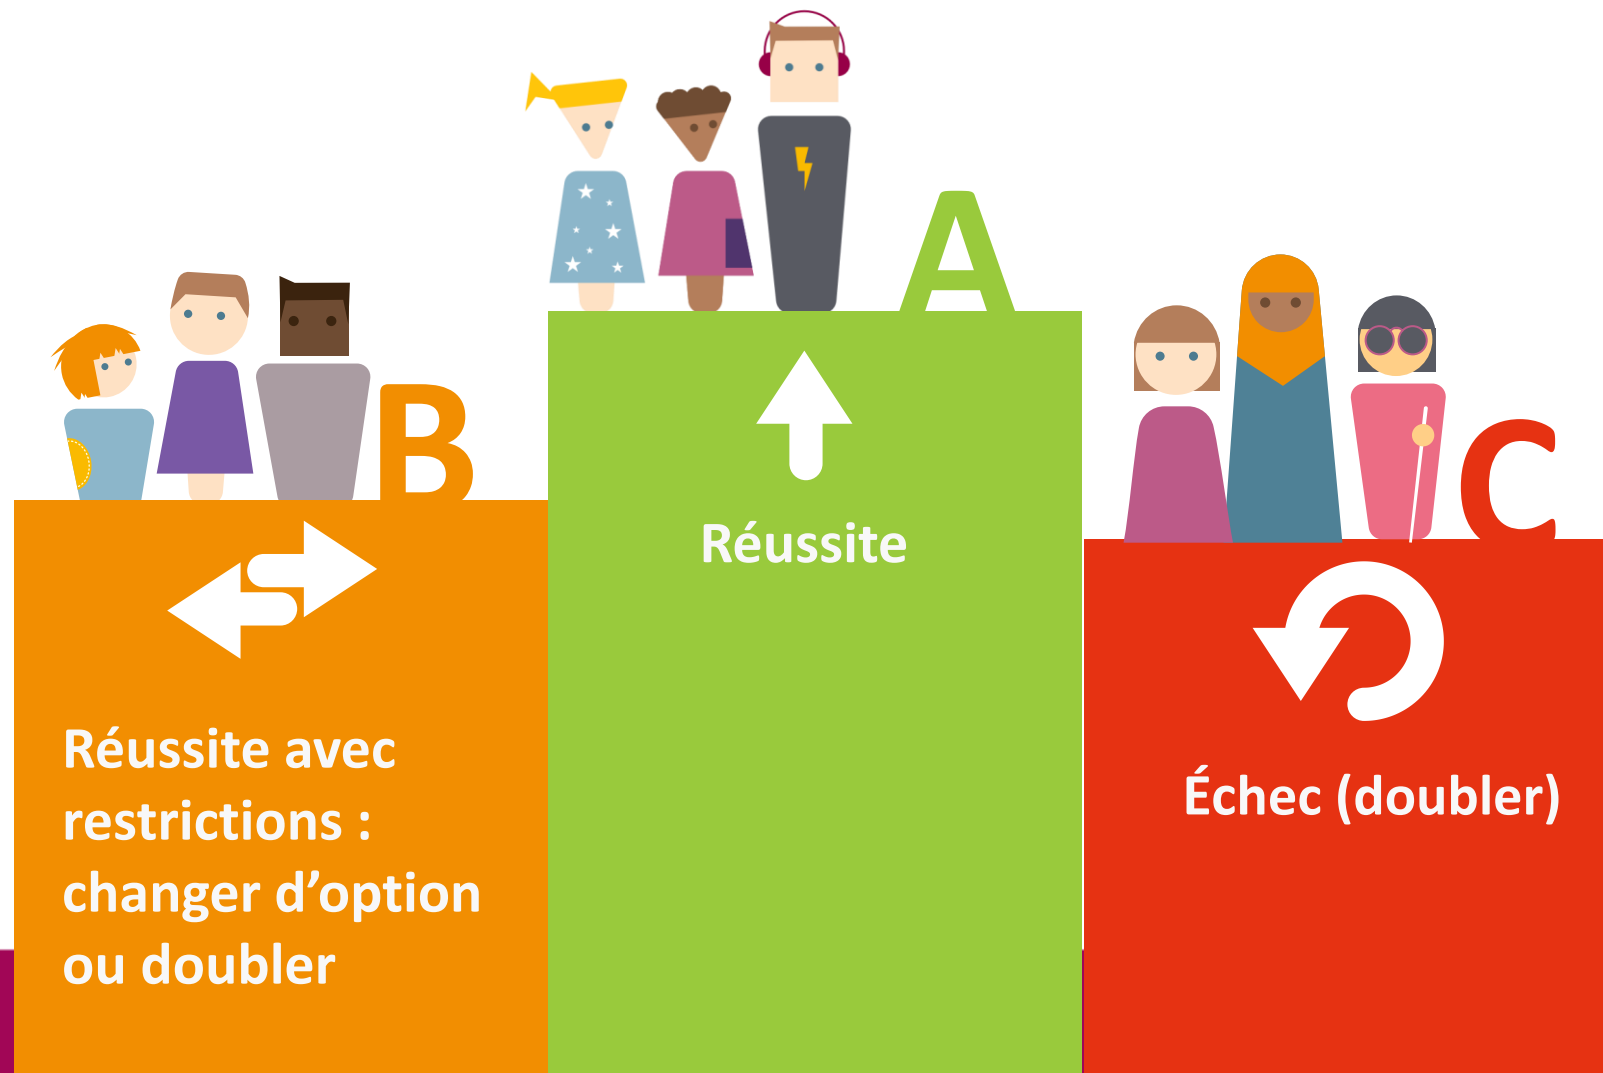 B
Réussite avec
restrictions :
changer d’option
ou doubler
A
Réussite
C
Échec (doubler)